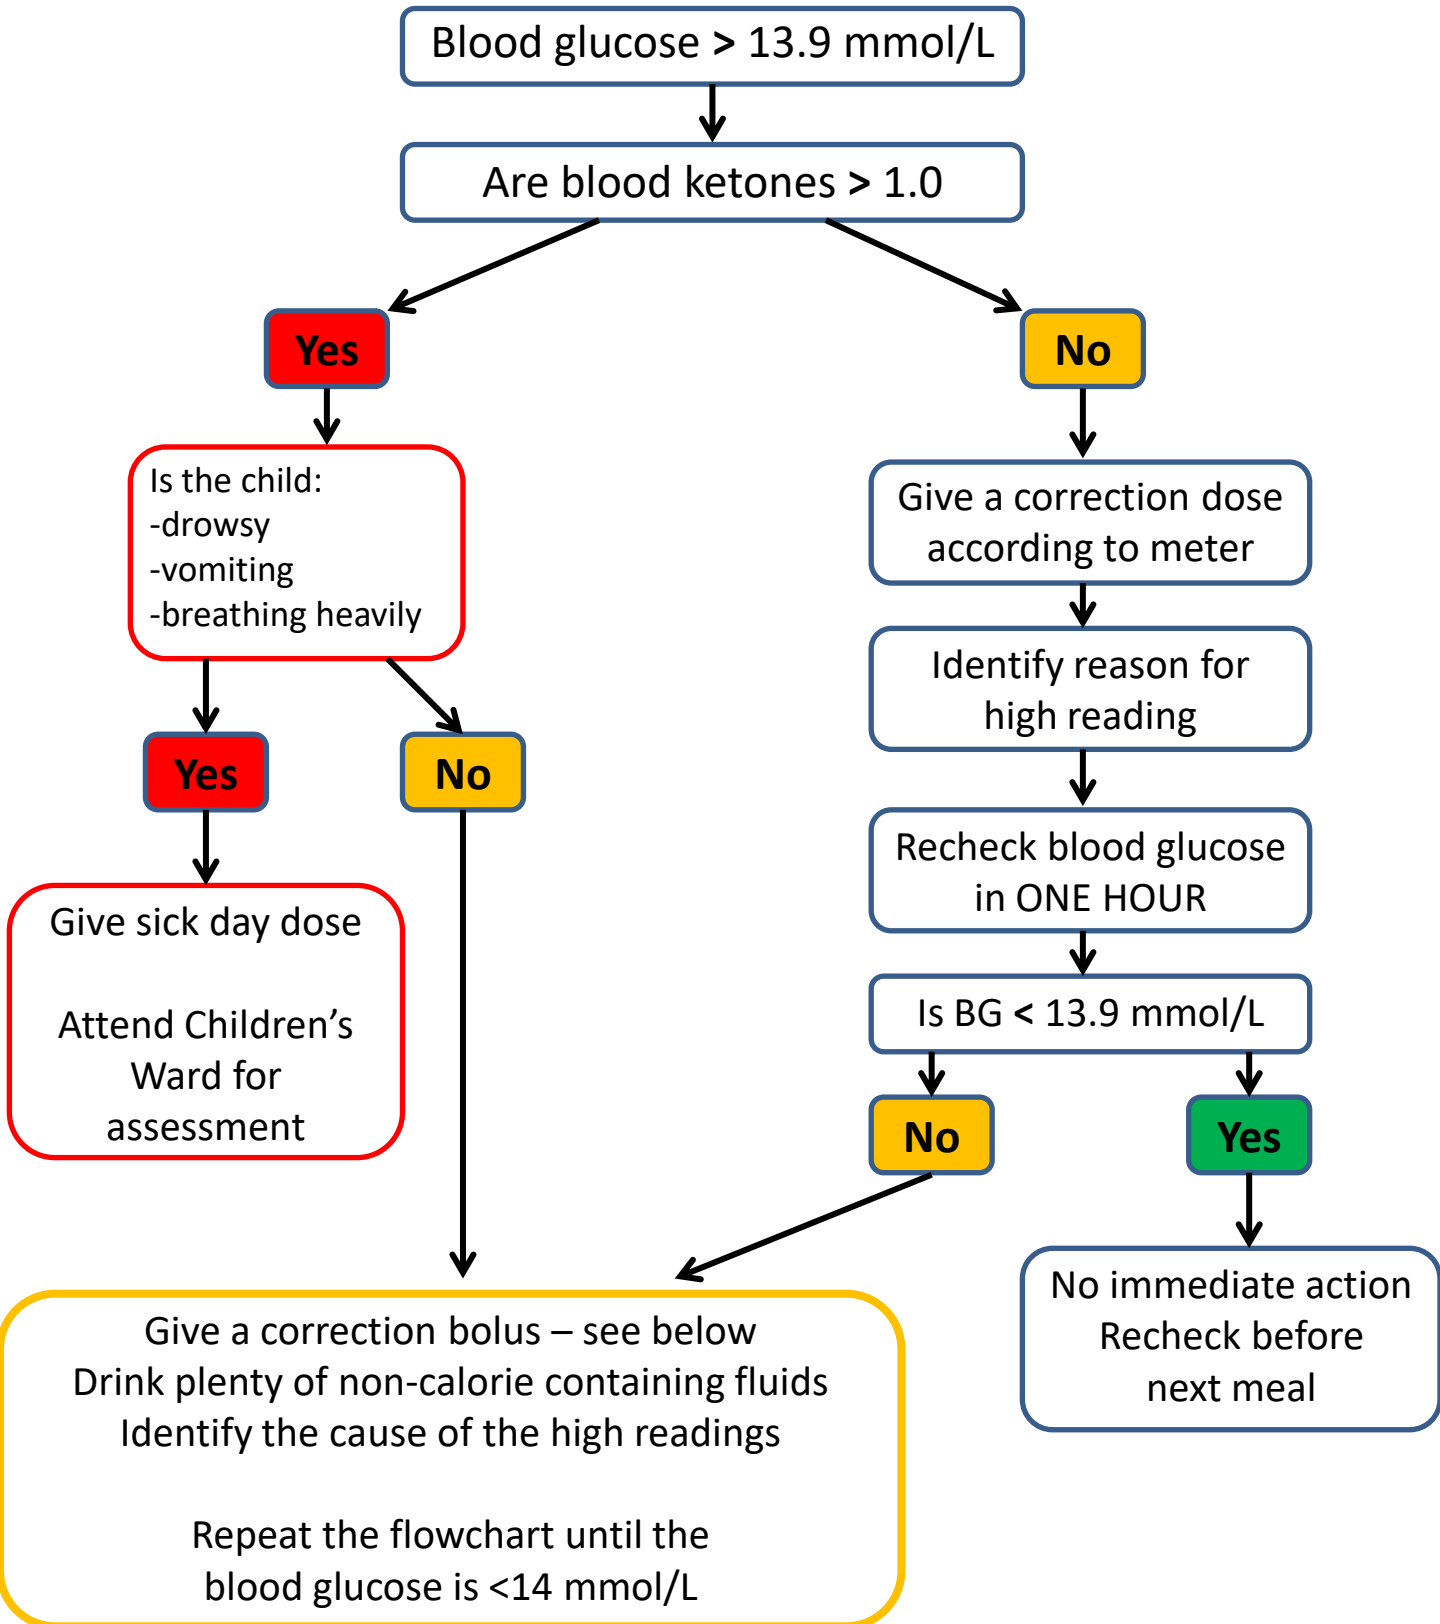 Blood glucose > 13.9 mmol/L
Are blood ketones > 1.0
Yes
No
Is the child:
-drowsy
-vomiting
-breathing heavily
Yes
No
Give sick day dose
Attend Children’s
Ward for
assessment
Give a correction dose
according to meter
Identify reason for
high reading
Recheck blood glucose
in ONE HOUR
Is BG < 13.9 mmol/L
No
Yes
Give a correction bolus – see below
Drink plenty of non-calorie containing fluids
Identify the cause of the high readings
Repeat the flowchart until the
blood glucose is <14 mmol/L
No immediate action
Recheck before
next meal